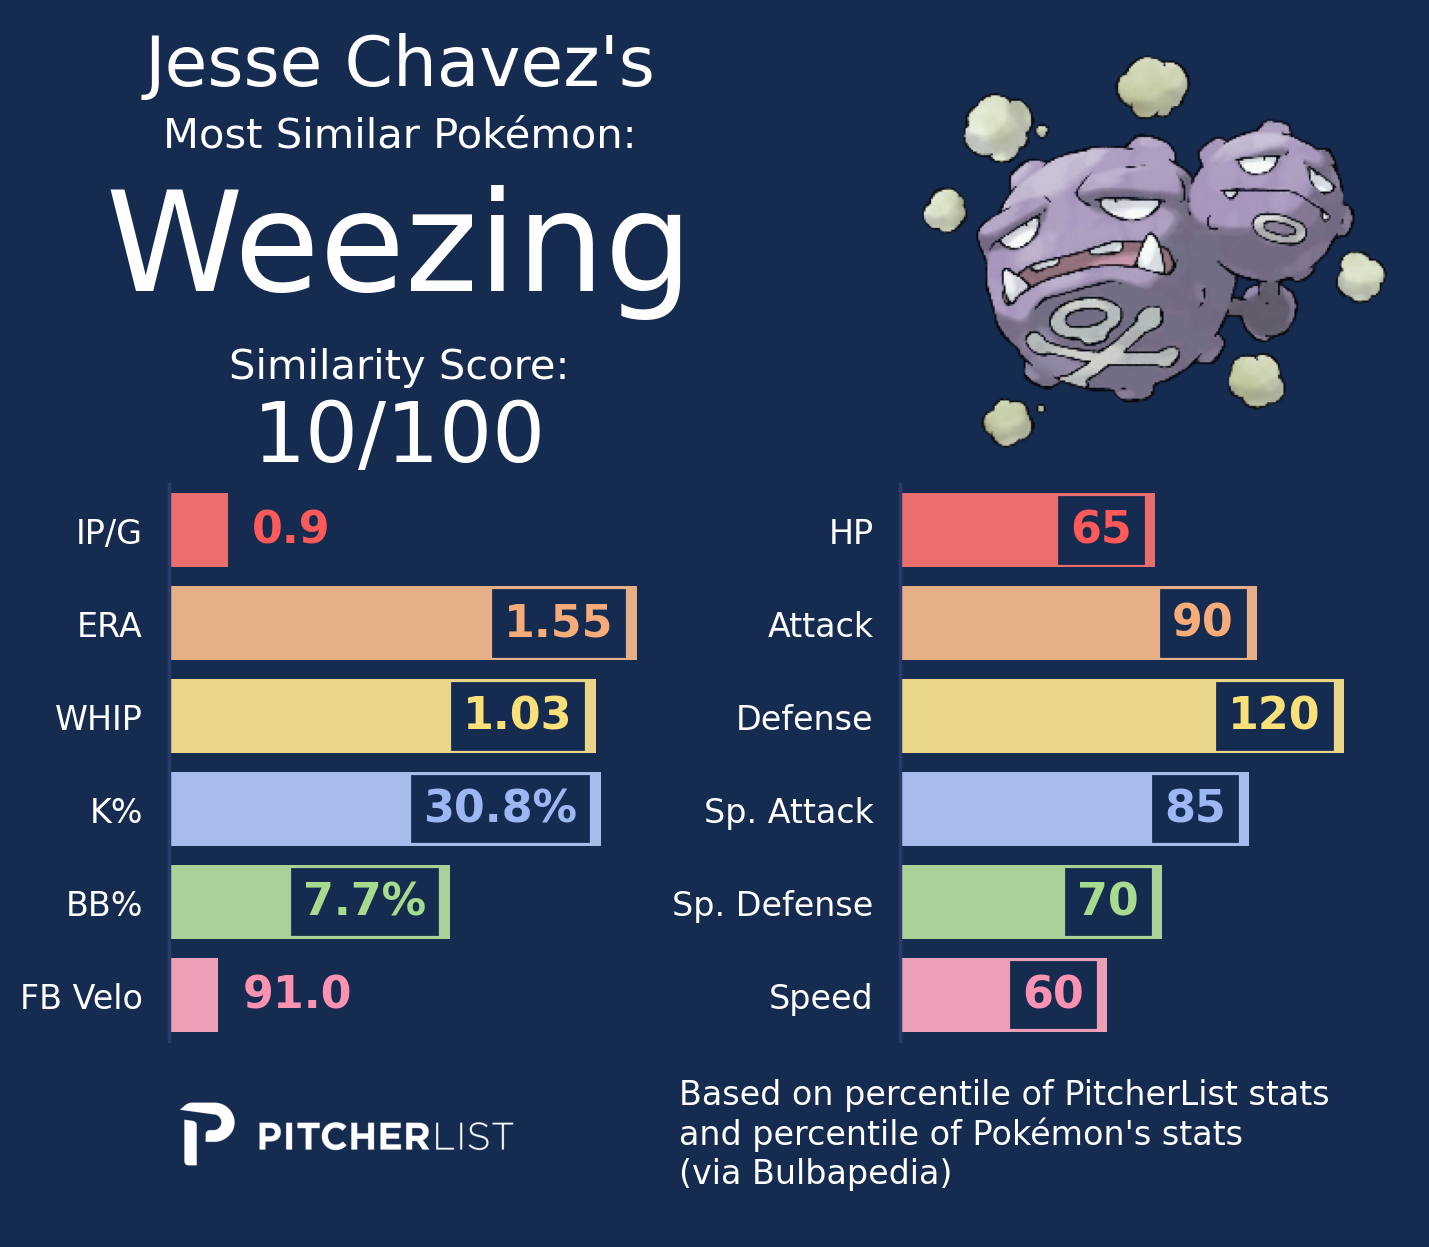 Jesse Chavez's
Most Similar Pokémon:
Weezing
Similarity Score:
10/100
IP/G 0.9
ERA 1.55
WHIP 1.03
K% 30.8%
BB% 7.7%
FB Velo 91.0
HP 65
Attack 90
Defense 120
Sp. Attack 85
Sp. Defense 70
Speed 60
PITCHERLIST
Based on percentile of PitcherList stats
and percentile of Pokémon's stats
(via Bulbapedia)